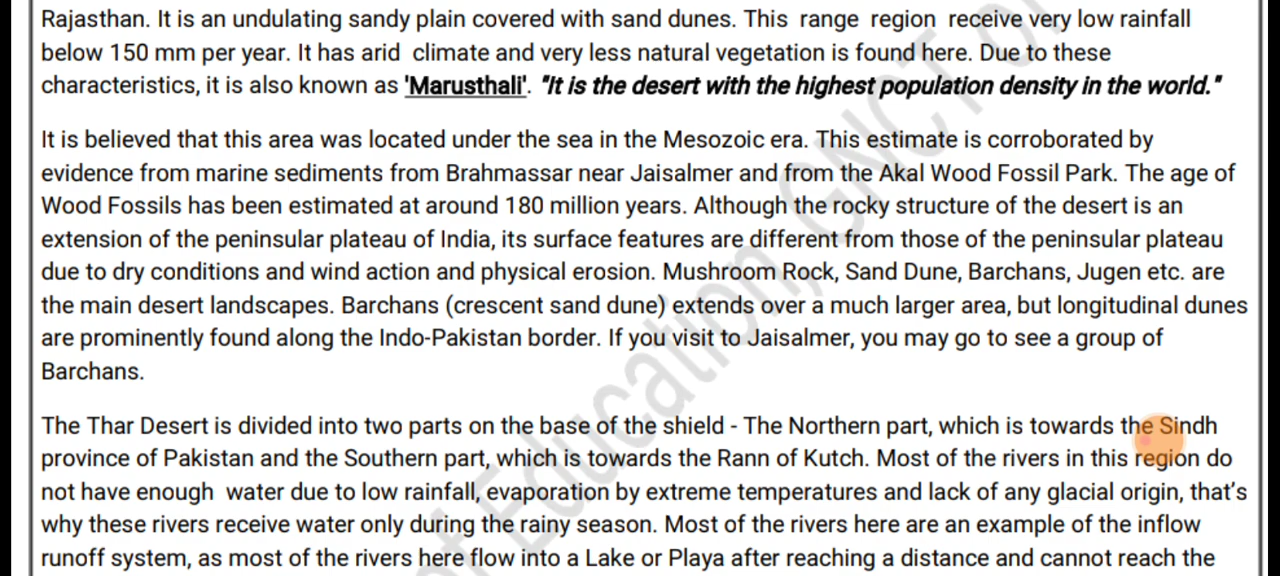 Rajasthan. It is an undulating sandy plain covered with sand dunes. This range region receive very low rainfall
below 150 mm per year. It has arid climate and very less natural vegetation is found here. Due to these
characteristics, it is also known as 'Marusthali'. "It is the desert with the highest population density in the world."
It is believed that this area was located under the sea in the Mesozoic era. This estimate is corroborated by
evidence from marine sediments from Brahmassar near Jaisalmer and from the Akal Wood Fossil Park. The age of
Wood Fossils has been estimated at around 180 million years. Although the rocky structure of the desert is an
extension of the peninsular plateau of India, its surface features are different from those of the peninsular plateau
due to dry conditions and wind action and physical erosion. Mushroom Rock, Sand Dune, Barchans, Jugen etc. are
the main desert landscapes. Barchans (crescent sand dune) extends over a much larger area, but longitudinal dunes
are prominently found along the Indo-Pakistan border. If you visit to Jaisalmer, you may go to see a group of
Barchans.
The Thar Desert is divided into two parts on the base of the shield - The Northern part, which is towards the Sindh
province of Pakistan and the Southern part, which is towards the Rann of Kutch. Most of the rivers in this region do
not have enough water due to low rainfall, evaporation by extreme temperatures and lack of any glacial origin, that's
why these rivers receive water only during the rainy season. Most of the rivers here are an example of the inflow
runoff system, as most of the rivers here flow into a Lake or Playa after reaching a distance and cannot reach the
of Education, GNCT of